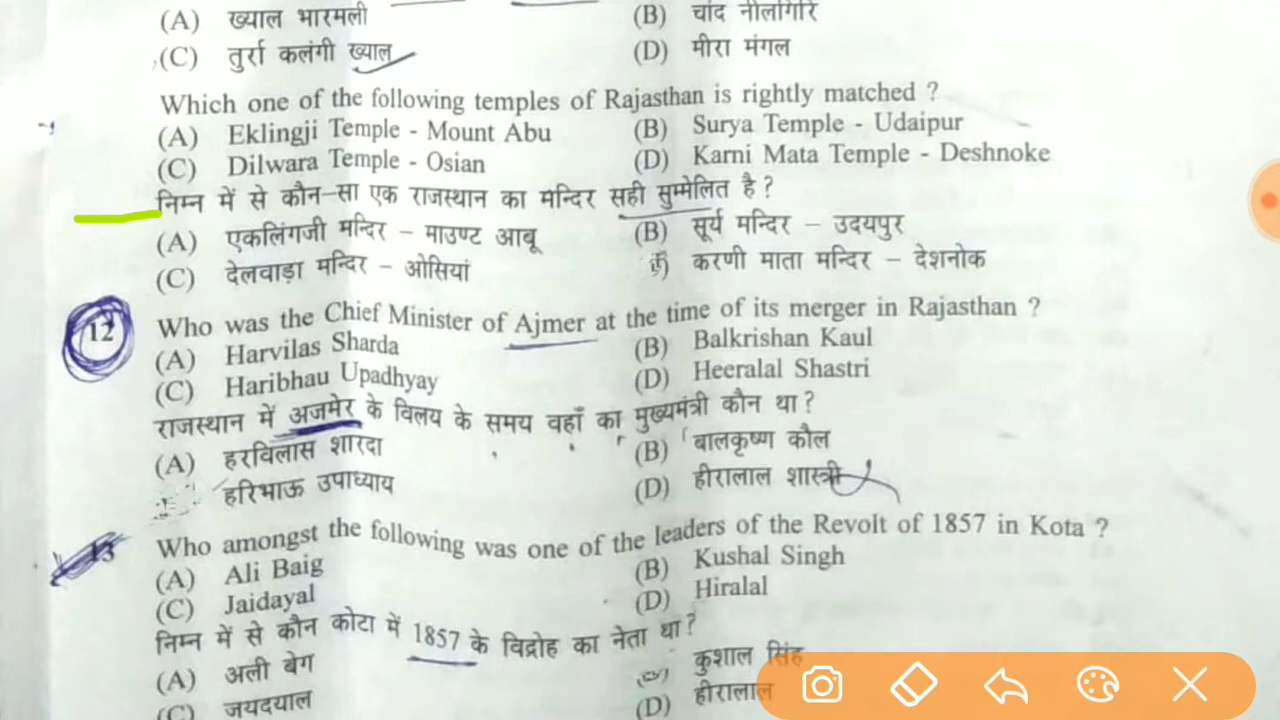 (A) ख्याल भारमली (B) चांद नीलगिरि
(C) तुर्रा कलंगी ख्याल (D) मीरा मंगल
Which one of the following temples of Rajasthan is rightly matched ?
(A) Eklingji Temple - Mount Abu (B) Surya Temple - Udaipur
(C) Dilwara Temple - Osian (D) Karni Mata Temple - Deshnoke
निम्न में से कौन-सा एक राजस्थान का मन्दिर सही सुम्मेलित है ?
(A) एकलिंगजी मन्दिर - माउण्ट आबू (B) सूर्य मन्दिर - उदयपुर
(C) देलवाड़ा मन्दिर - ओसियां करणी माता मन्दिर - देशनोक
12 Who was the Chief Minister of Ajmer at the time of its merger in Rajasthan ?
(A) Harvilas Sharda (B) Balkrishan Kaul
(C) Haribhau Upadhyay (D) Heeralal Shastri
राजस्थान में अजमेर के विलय के समय वहाँ का मुख्यमंत्री कौन था ?
(A) हरविलास शारदा (B) बालकृष्ण कौल
हरिभाऊ उपाध्याय (D) हीरालाल शास्त्री
13 Who amongst the following was one of the leaders of the Revolt of 1857 in Kota ?
(A) Ali Baig (B) Kushal Singh
(C) Jaidayal (D) Hiralal
निम्न में से कौन कोटा में 1857 के विद्रोह का नेता था ?
(A) अली बेग कुशाल सिंह
(C) जयदयाल (D) हीरालाल